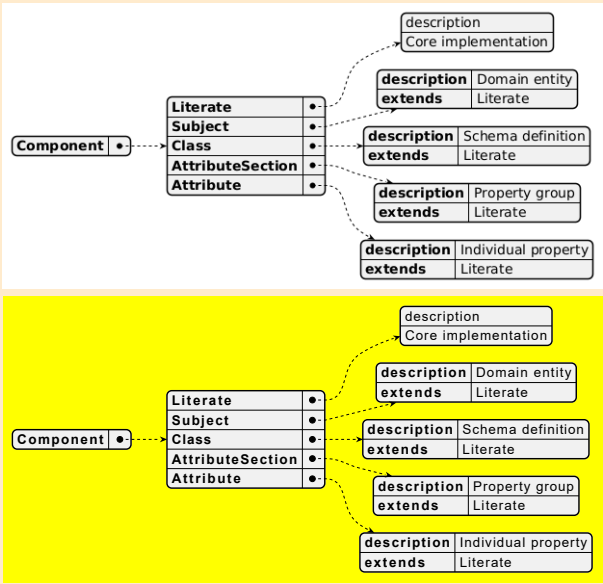 description
Core implementation
description Domain entity
extends Literate
Literate
Subject
Component
Class
AttributeSection
Attribute
description Schema definition
extends Literate
description Property group
extends Literate
description Individual property
extends Literate
description
Core implementation
description Domain entity
extends Literate
Literate
Subject
Component
Class
AttributeSection
Attribute
description Schema definition
extends Literate
description Property group
extends Literate
description Individual property
extends Literate